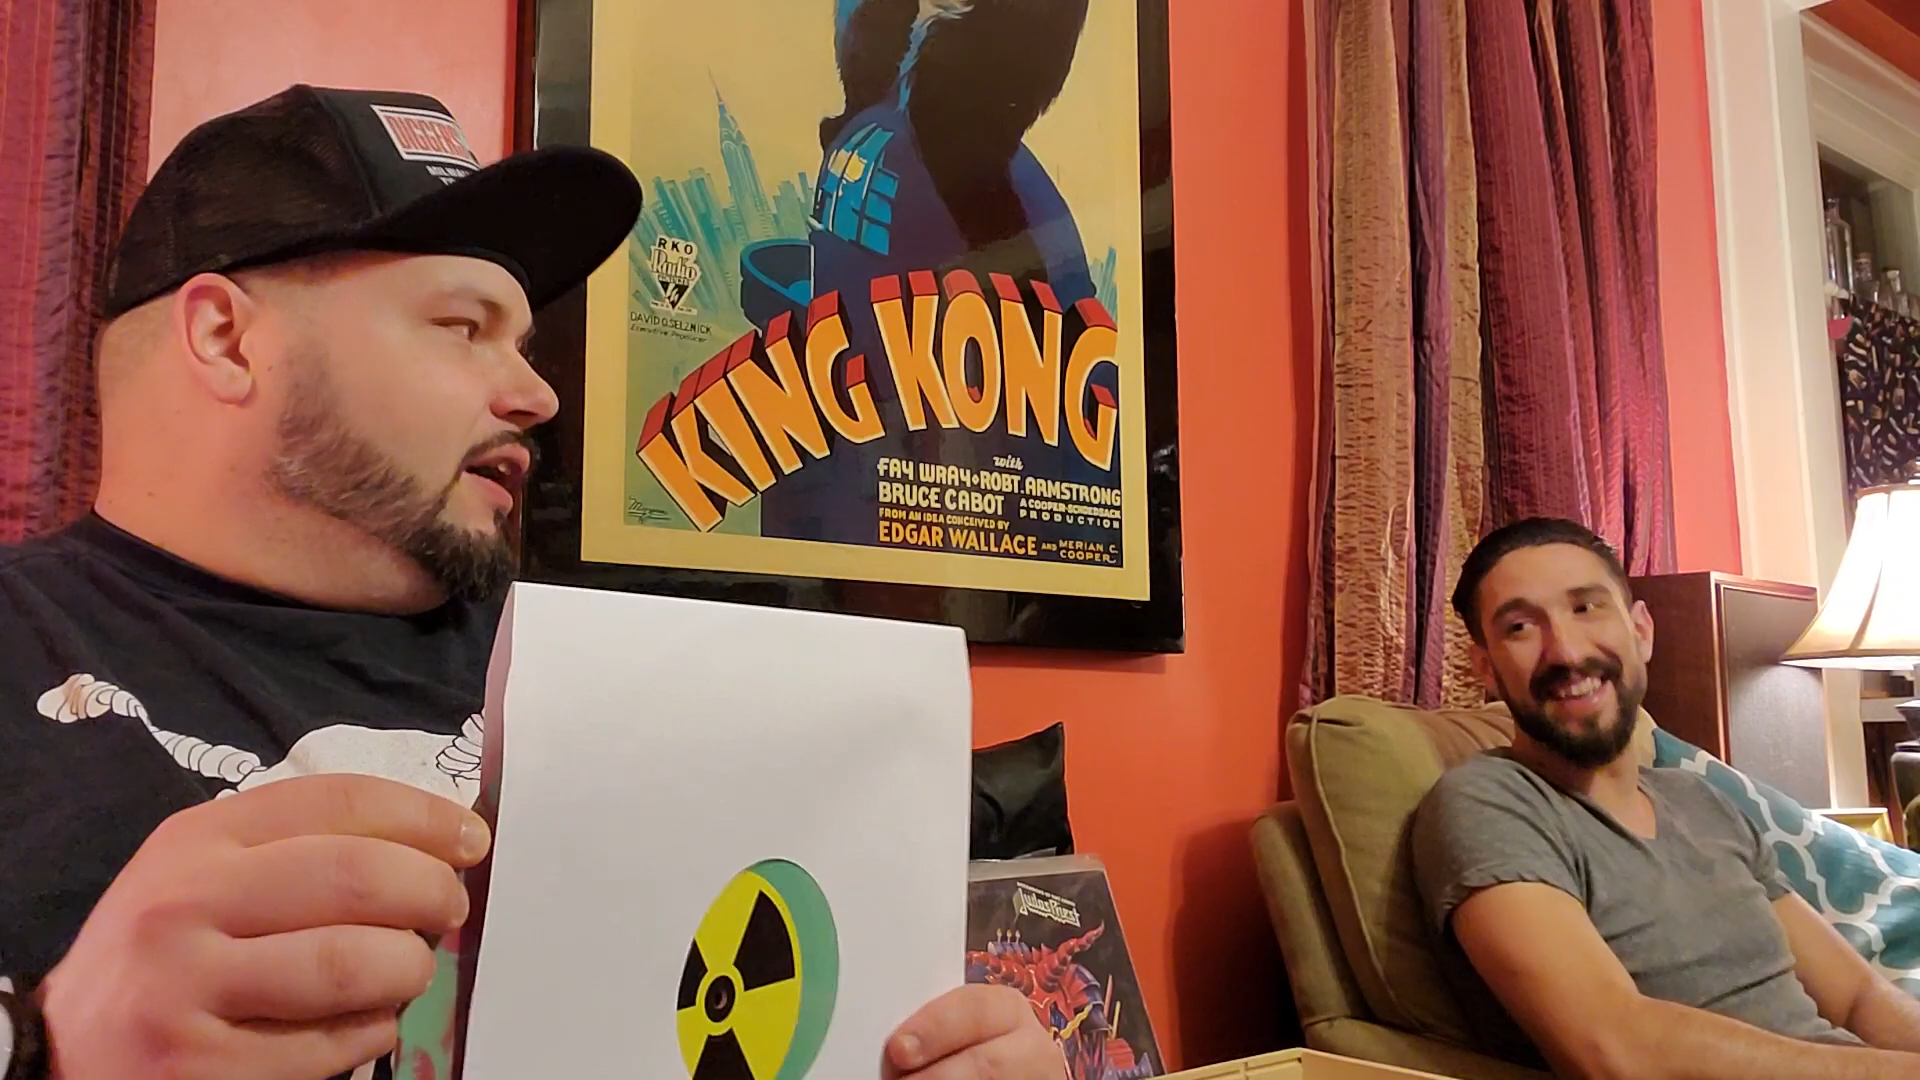 RKO
Radio
DAVID O. SELZNICK
Executive Producer
KING KONG
with
FAY WRAY • ROBT. ARMSTRONG
BRUCE CABOT
A COOPER-SCHOEDSACK
PRODUCTION
FROM AN IDEA CONCEIVED BY
EDGAR WALLACE AND MERIAN C.
COOPER
Judas Priest